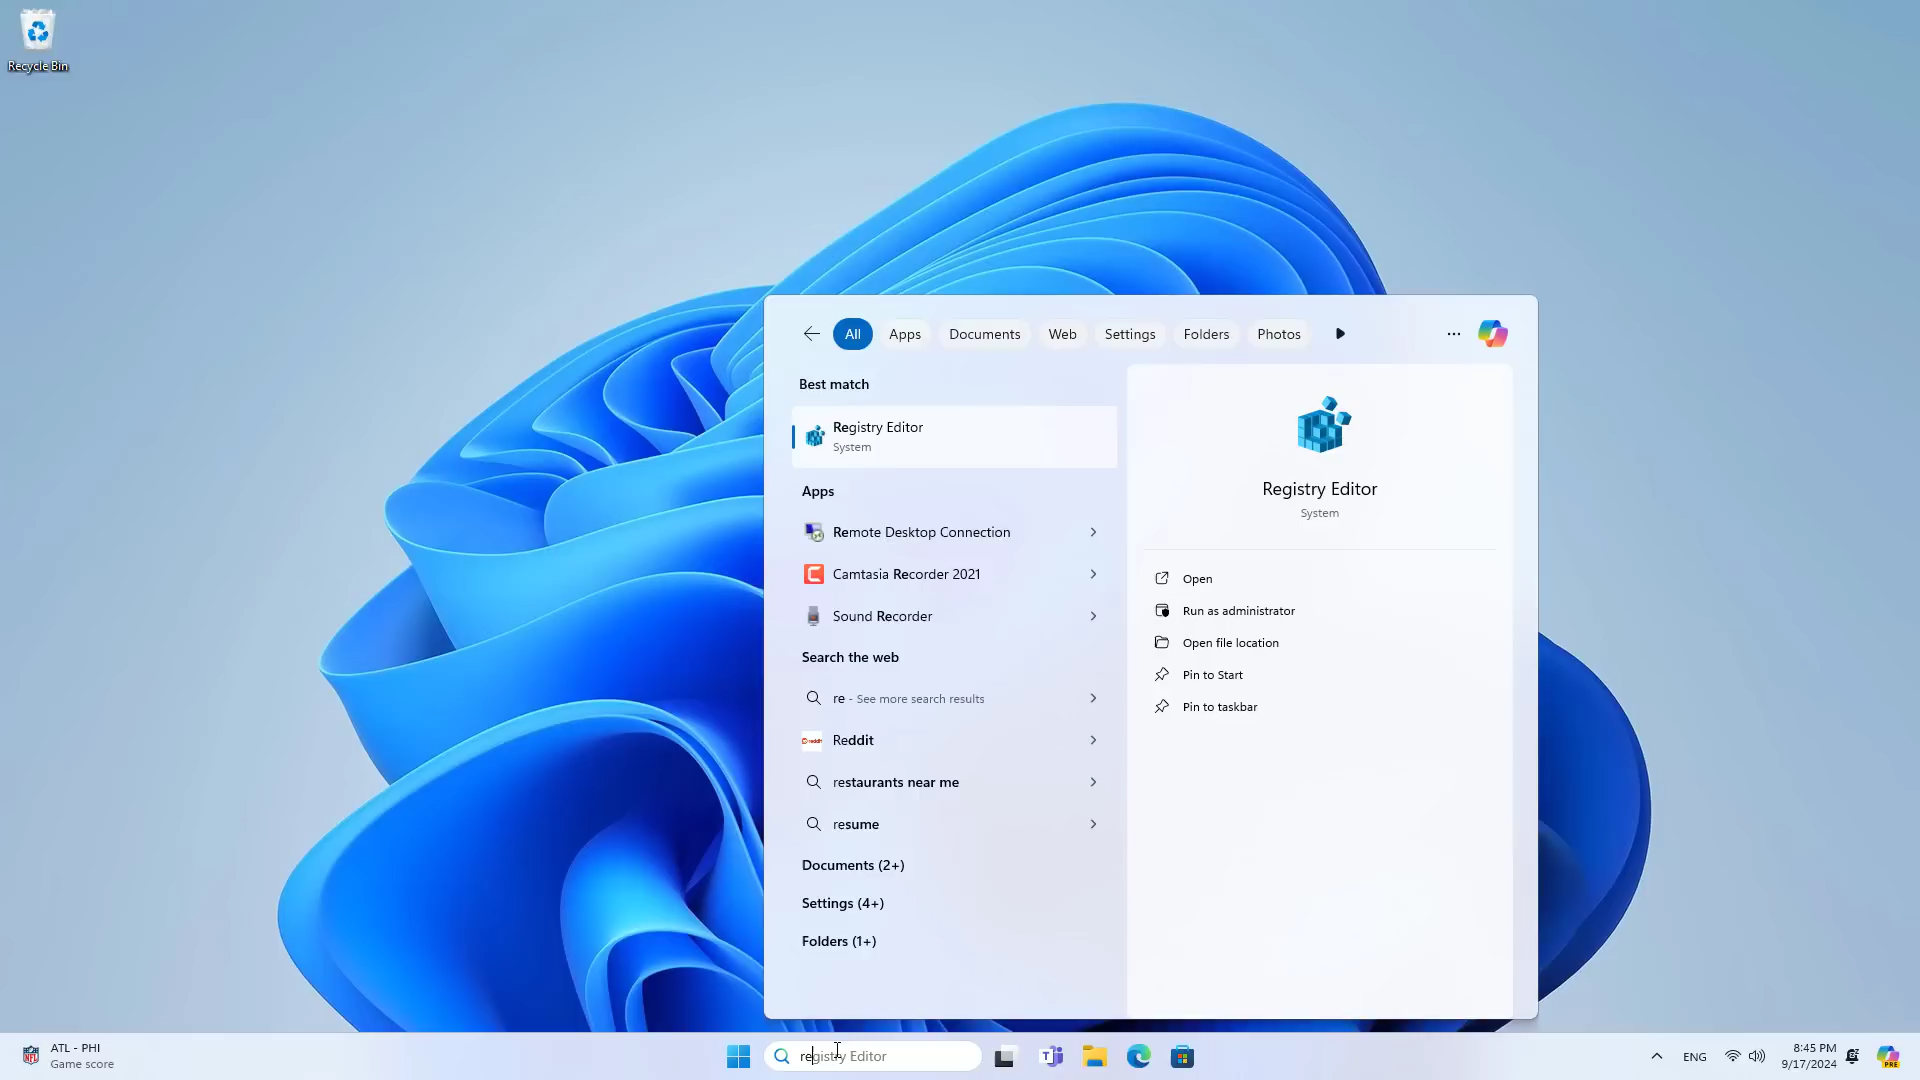 Recycle Bin
All
Apps
Documents
Web
Settings
Folders
Photos
Best match
Registry Editor
System
Apps
Remote Desktop Connection
Camtasia Recorder 2021
Sound Recorder
Search the web
re - See more search results
Reddit
restaurants near me
resume
Documents (2+)
Settings (4+)
Folders (1+)
Registry Editor
System
Open
Run as administrator
Open file location
Pin to Start
Pin to taskbar
ATL - PHI
Game score
registry Editor
ENG
8:45 PM
9/17/2024
PRE